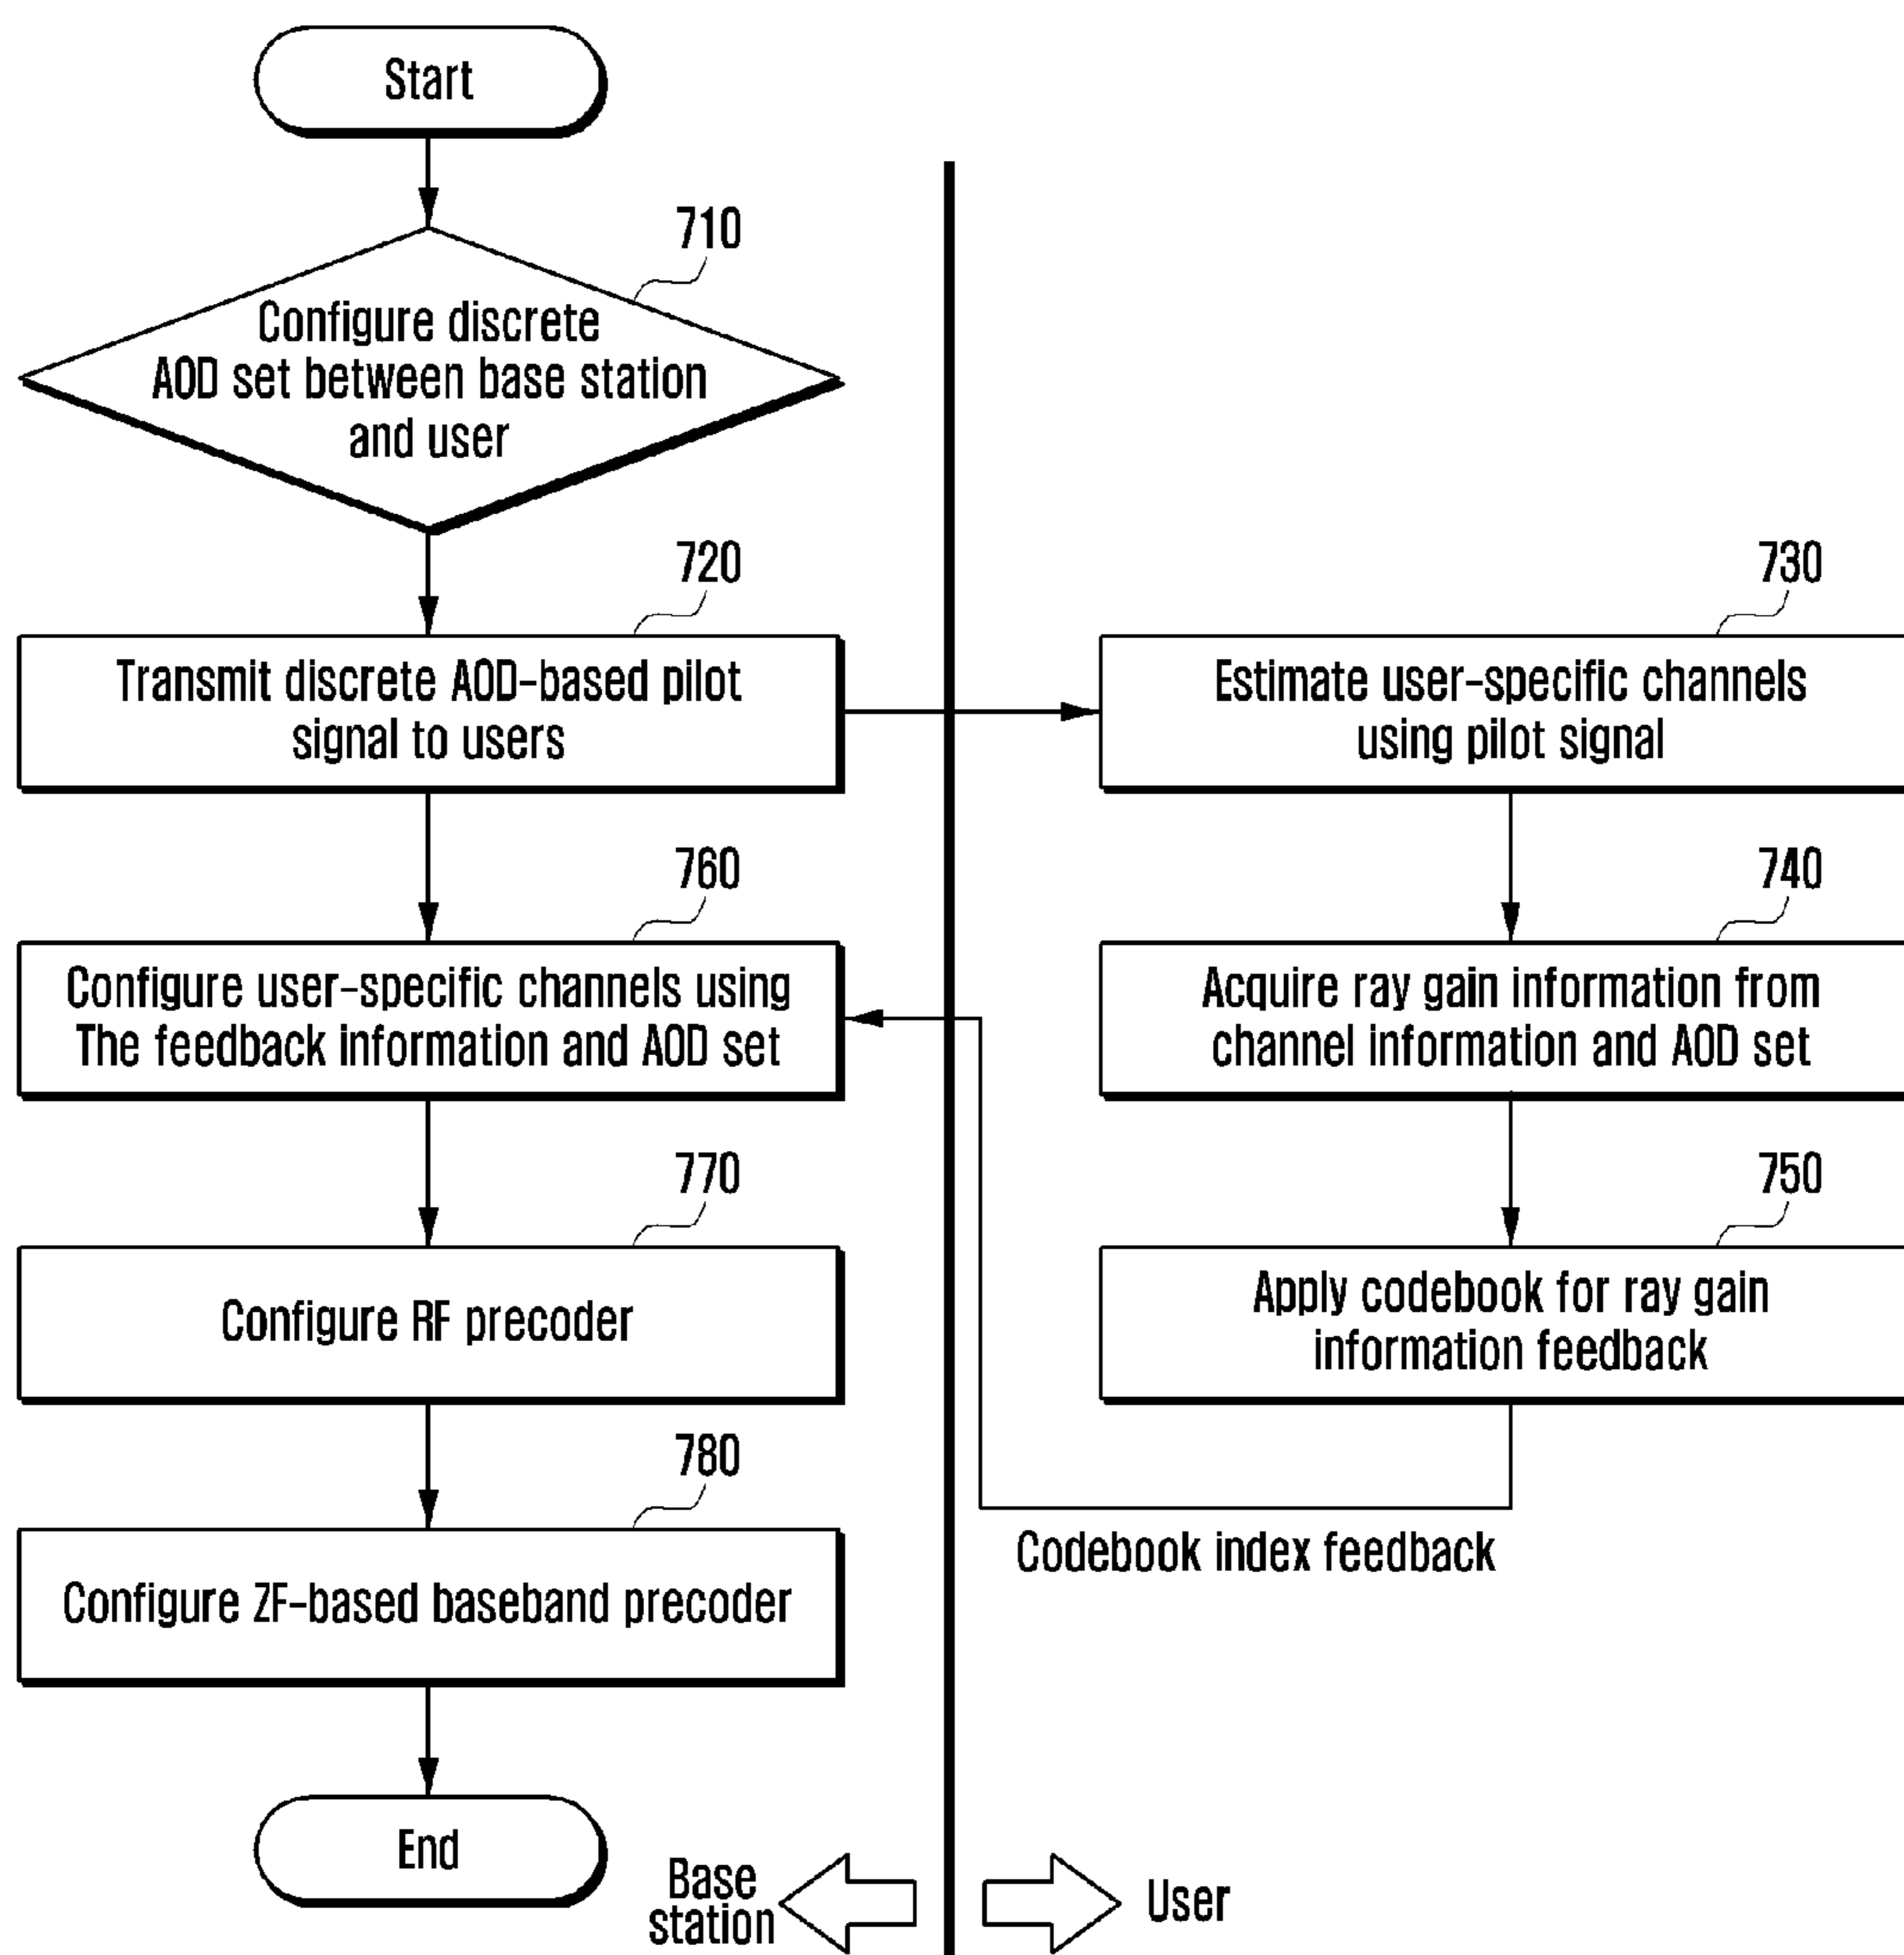 Start
710
Configure discrete
AOD set between base station
and user
720
Transmit discrete AOD-based pilot
signal to users
730
Estimate user-specific channels
using pilot signal
760
Configure user-specific channels using
The feedback information and AOD set
740
Acquire ray gain information from
channel information and AOD set
770
Configure RF precoder
750
Apply codebook for ray gain
information feedback
Codebook index feedback
780
Configure ZF-based baseband precoder
End
Base
station
User